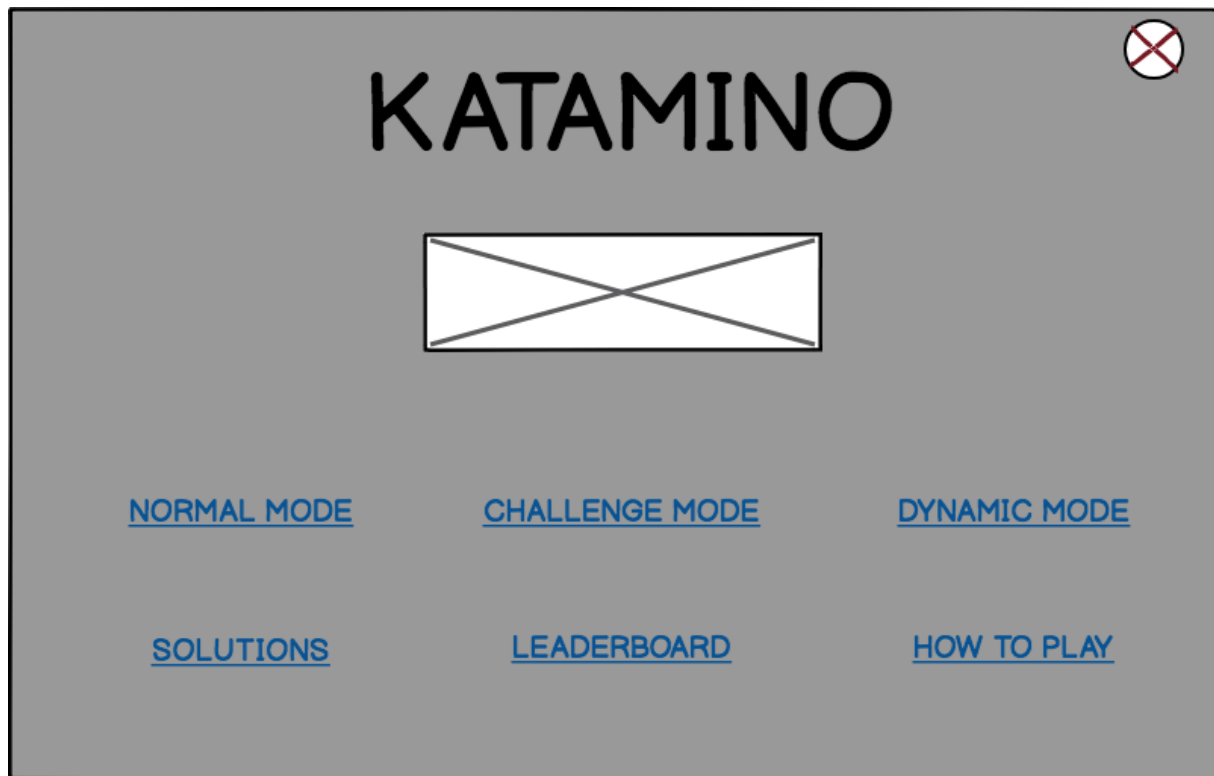 KATAMINO
NORMAL MODE CHALLENGE MODE DYNAMIC MODE
SOLUTIONS LEADERBOARD HOW TO PLAY